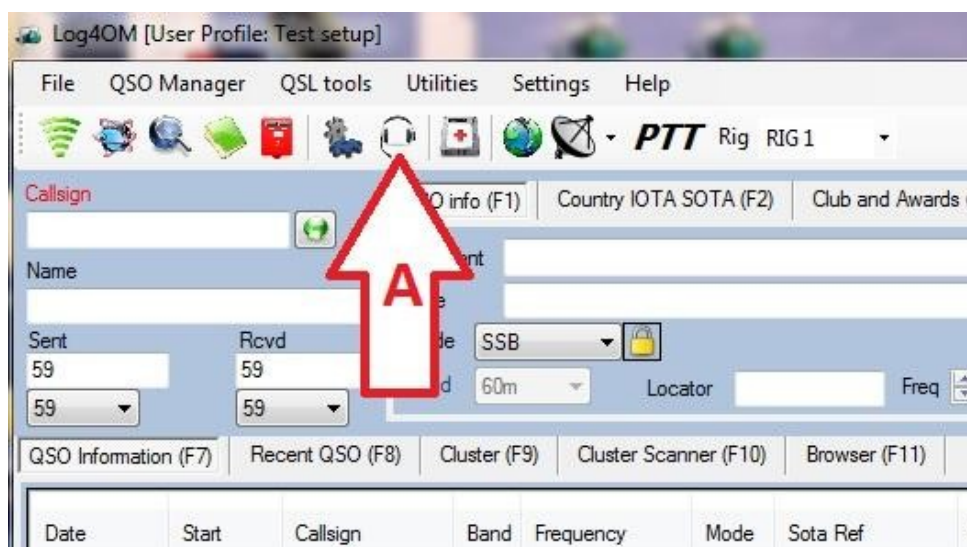 Log4OM [User Profile: Test setup]
File QSO Manager QSL tools Utilities Settings Help
PTT Rig RIG 1
Callsign
O info (F1) Country IOTA SOTA (F2) Club and Awards
Name
A
Sent Rcvd SSB
59 59
59 59 60m Locator Freq
QSO Information (F7) Recent QSO (F8) Cluster (F9) Cluster Scanner (F10) Browser (F11)
Date Start Callsign Band Frequency Mode Sota Ref